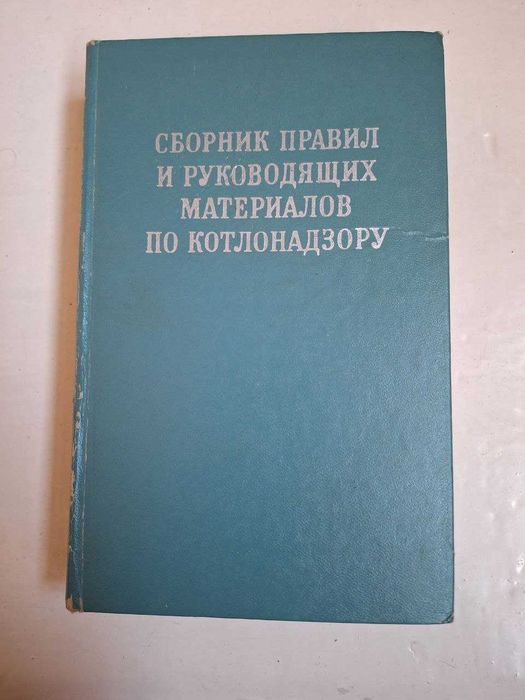 СБОРНИК ПРАВИЛ
И РУКОВОДЯЩИХ
МАТЕРИАЛОВ
ПО КОТЛОНАДЗОРУ